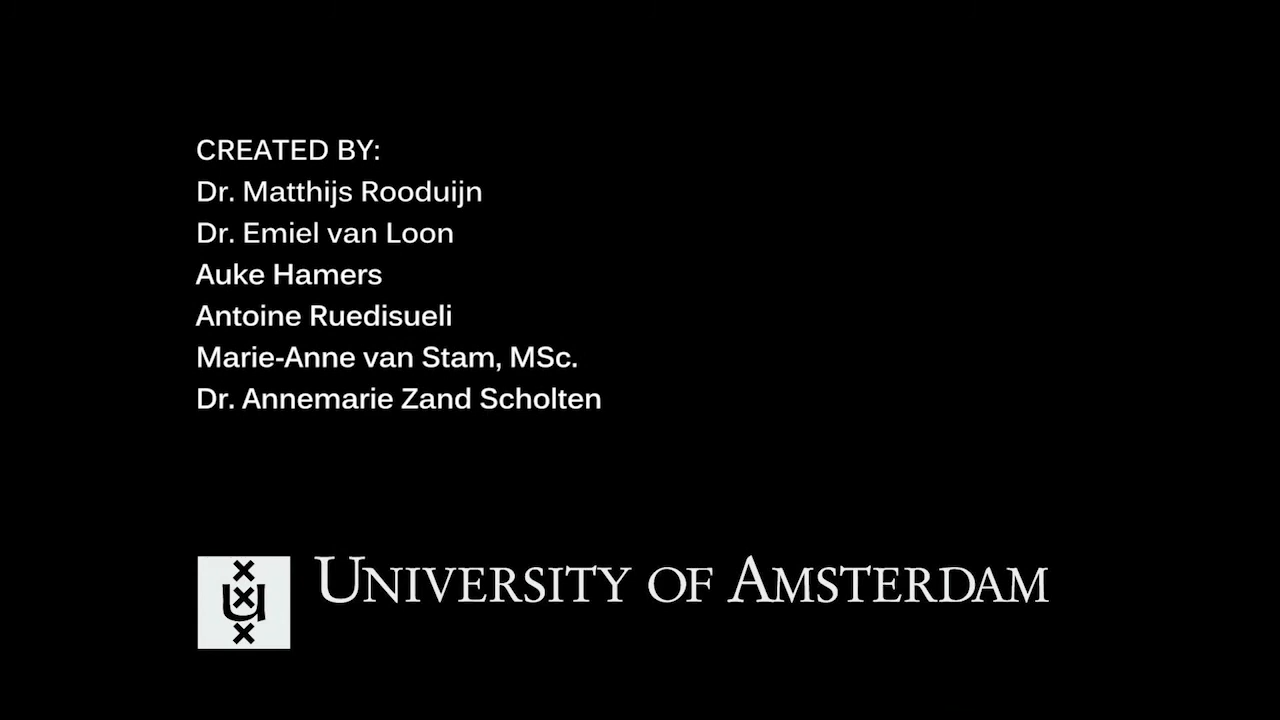 CREATED BY:
Dr. Matthijs Rooduijn
Dr. Emiel van Loon
Auke Hamers
Antoine Ruedisueli
Marie-Anne van Stam, MSc.
Dr. Annemarie Zand Scholten
UNIVERSITY OF AMSTERDAM